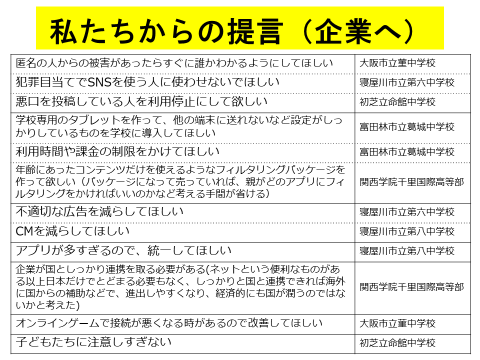 私たちからの提言（企業へ）
匿名の人からの被害があったらすぐに誰かわかるようにしてほしい 大阪市立菫中学校
犯罪目当てでSNSを使う人に使わせないでほしい 寝屋川市立第六中学校
悪口を投稿している人を利用停止にして欲しい 初芝立命館中学校
学校専用のタブレットを作って、他の端末に送れないなど設定がしっ
かりしているものを学校に導入してほしい 富田林市立葛城中学校
利用時間や課金の制限をかけてほしい 富田林市立葛城中学校
年齢にあったコンテンツだけを使えるようなフィルタリングパッケージを
作って欲しい（パッケージになって売っていれば、親がどのアプリにフィ
ルタリングをかければいいのかなど考える手間が省ける） 関西学院千里国際高等部
不適切な広告を減らしてほしい 寝屋川市立第六中学校
CMを減らしてほしい 寝屋川市立第八中学校
アプリが多すぎるので、統一してほしい 寝屋川市立第八中学校
企業が国としっかり連携を取る必要がある(ネットという便利なものがあ
る以上日本だけでとどまる必要もなく、しっかりと国と連携できれば海外
に国からの補助などで、進出しやすくなり、経済的にも国が潤うのではな
いかと考えた) 関西学院千里国際高等部
オンラインゲームで接続が悪くなる時があるので改善してほしい 大阪市立菫中学校
子どもたちに注意しすぎない 初芝立命館中学校